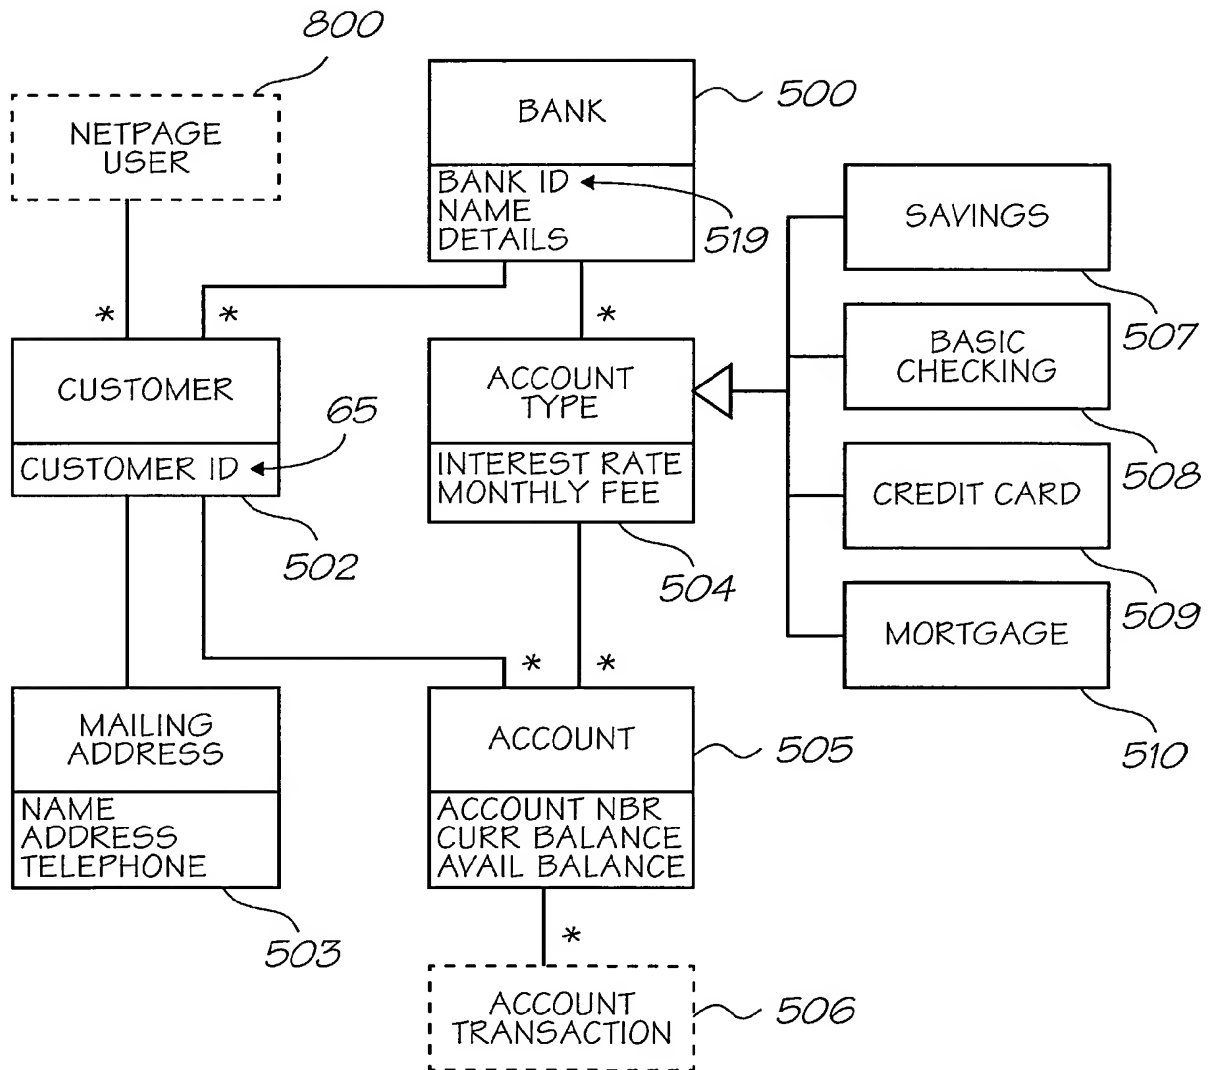 800
NETPAGE
USER
BANK
500
BANK ID
NAME
DETAILS
519
SAVINGS
507
* *
*
CUSTOMER
CUSTOMER ID
65
502
ACCOUNT
TYPE
INTEREST RATE
MONTHLY FEE
504
BASIC
CHECKING
508
CREDIT CARD
509
MORTGAGE
510
* *
MAILING
ADDRESS
NAME
ADDRESS
TELEPHONE
503
ACCOUNT
505
ACCOUNT NBR
CURR BALANCE
AVAIL BALANCE
*
ACCOUNT
TRANSACTION
506